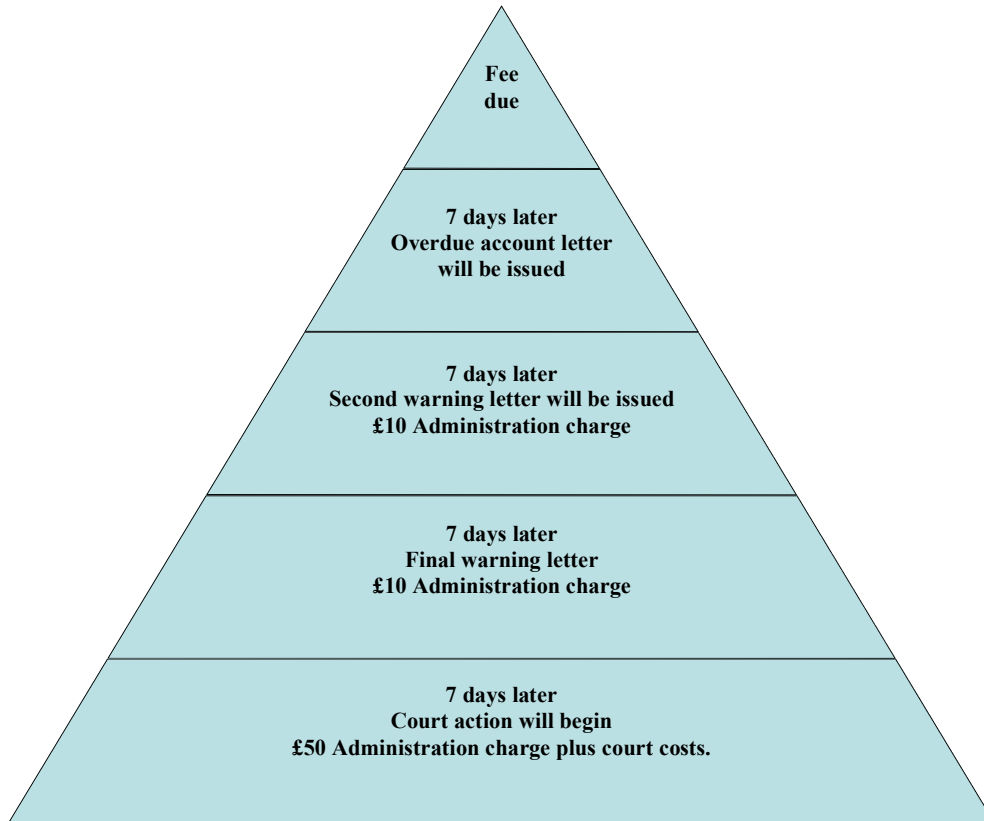 Fee
due
7 days later
Overdue account letter
will be issued
7 days later
Second warning letter will be issued
£10 Administration charge
7 days later
Final warning letter
£10 Administration charge
7 days later
Court action will begin
£50 Administration charge plus court costs.